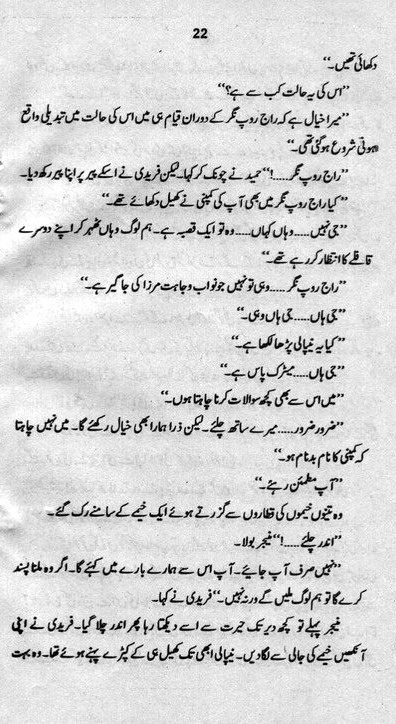 22
دکھائی تھیں۔‘‘
’’اس کی یہ حالت کب سے ہے؟‘‘
’’میرا خیال ہے کہ راج روپ نگر کے دوران قیام ہی میں اس کی حالت میں تبدیلی واقع
ہونی شروع ہوگئی تھی۔‘‘
’’راج روپ نگر.....!‘‘ حمید نے چونک کر کہا۔ لیکن فریدی نے اسکے پیر پر اپنا پیر رکھ دیا۔
’’کیا راج روپ نگر میں بھی آپ کی کمپنی نے کھیل دکھائے تھے۔‘‘
’’جی نہیں..... وہاں کہاں..... وہ تو ایک قصبہ ہے۔ ہم لوگ وہاں ٹھہر کر اپنے دوسرے
قافلے کا انتظار کر رہے تھے۔‘‘
’’راج روپ نگر..... وہی تو نہیں جو نواب وجاہت مرزا کی جاگیر ہے۔‘‘
’’جی ہاں..... جی ہاں وہی۔‘‘
’’کیا یہ نیپالی پڑھا لکھا ہے۔‘‘
’’جی ہاں..... میٹرک پاس ہے۔‘‘
’’میں اس سے بھی کچھ سوالات کرنا چاہتا ہوں۔‘‘
’’ضرور ضرور..... میرے ساتھ چلئے۔ لیکن ذرا ہمارا بھی خیال رکھئے گا۔ میں نہیں چاہتا
کہ کمپنی کا نام بدنام ہو۔‘‘
’’آپ مطمئن رہئے۔‘‘
وہ تینوں خیموں کی قطاروں سے گزرتے ہوئے ایک خیمے کے سامنے رک گئے۔
’’اندر چلئے.....!‘‘ منیجر بولا۔
’’نہیں صرف آپ جائیے۔ آپ اس سے ہمارے بارے میں کہئے گا۔ اگر وہ ملنا پسند
کرے گا تو ہم لوگ ملیں گے ورنہ نہیں۔‘‘ فریدی نے کہا۔
منیجر پہلے تو کچھ دیر تک حیرت سے اسے دیکھتا رہا پھر اندر چلا گیا۔ فریدی نے اپنی
آنکھیں خیمے کی جالی سے لگا دیں۔ نیپالی ابھی تک کھیل ہی کے کپڑے پہنے ہوئے تھا۔ وہ بہت